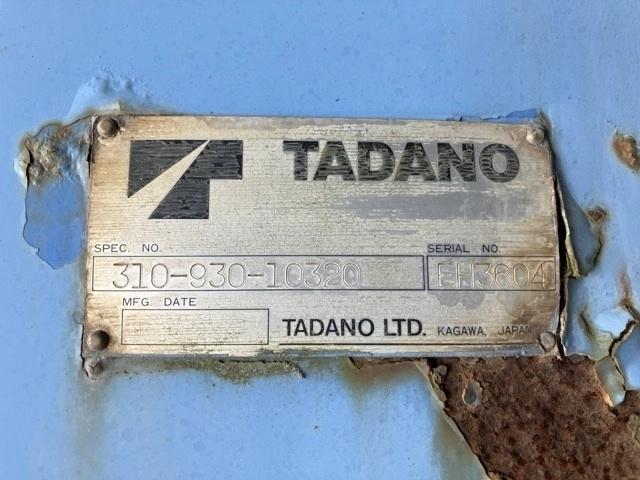 TADANO
SPEC. NO.
SERIAL NO.
310-930-10320
EH3604
MFG. DATE
TADANO LTD. KAGAWA, JAPAN